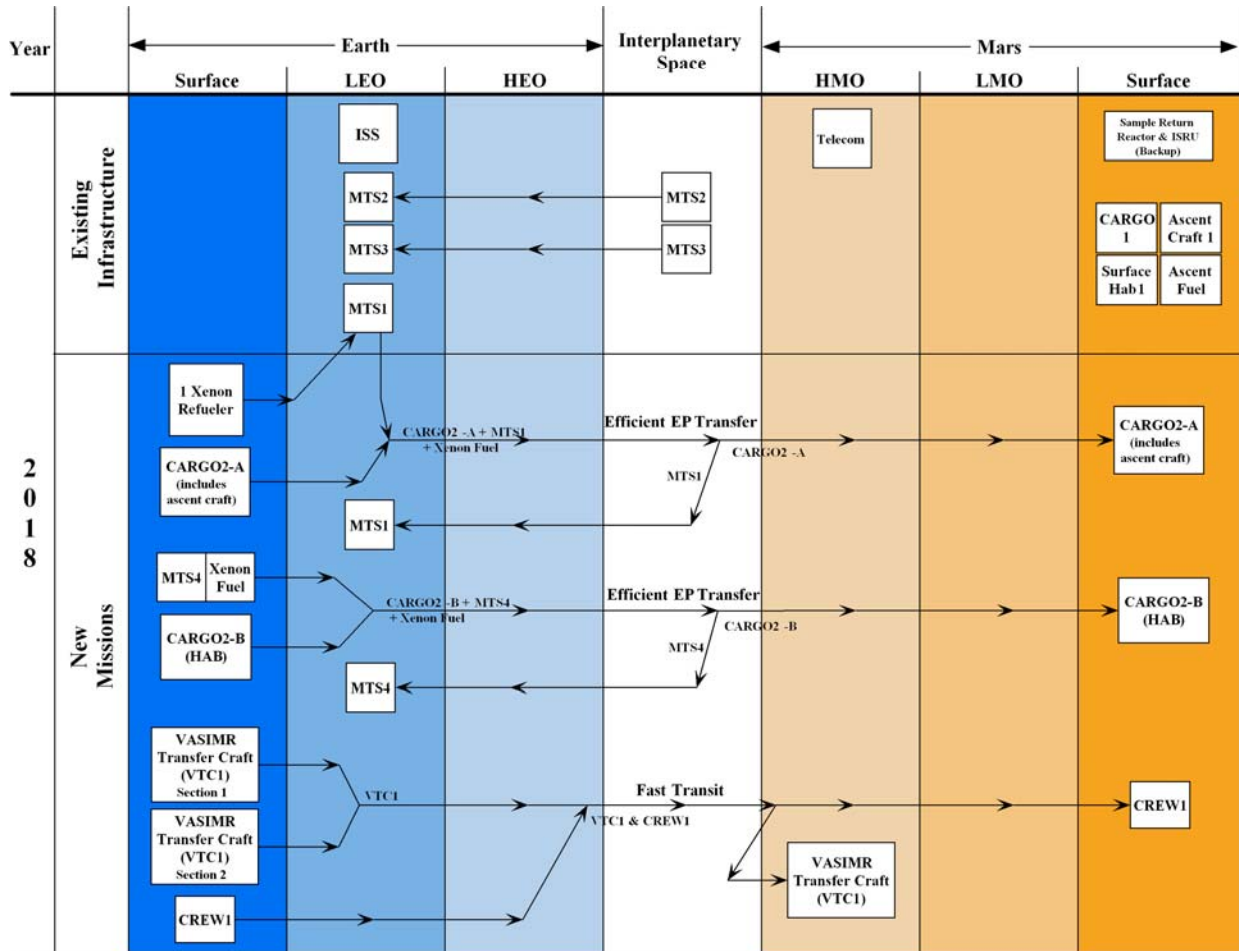 Year
Earth
Interplanetary
Space
Mars
Surface
LEO
HEO
HMO
LMO
Surface
Existing
Infrastructure
ISS
Telecom
Sample Return
Reactor & ISRU
(Backup)
MTS2
MTS2
MTS3
MTS3
CARGO
1
Ascent
Craft 1
Surface
Hab1
Ascent
Fuel
MTS1
2
0
1
8
New
Missions
1 Xenon
Refueler
CARGO2-A
(includes
ascent craft)
CARGO2 -A + MTS1
+ Xenon Fuel
Efficient EP Transfer
CARGO2 -A
MTS1
CARGO2-A
(includes
ascent craft)
MTS1
MTS4
Xenon
Fuel
CARGO2-B
(HAB)
CARGO2 -B + MTS4
+ Xenon Fuel
Efficient EP Transfer
CARGO2 -B
MTS4
CARGO2-B
(HAB)
MTS4
VASIMR
Transfer Craft
(VTC1)
Section 1
VASIMR
Transfer Craft
(VTC1)
Section 2
VTC1
Fast Transit
VTC1 & CREW1
CREW1
VASIMR
Transfer Craft
(VTC1)
CREW1